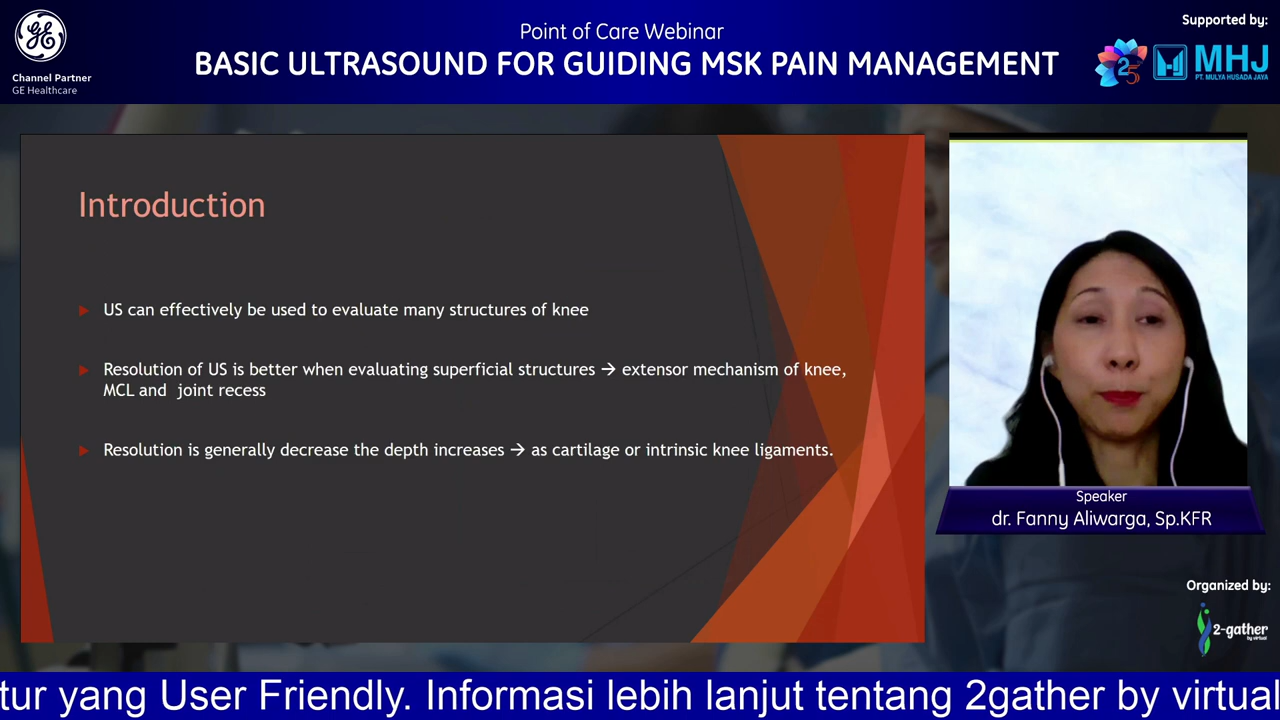 Point of Care Webinar
BASIC ULTRASOUND FOR GUIDING MSK PAIN MANAGEMENT
Channel Partner
GE Healthcare
Supported by:
25
MHJ
PT. MULYA HUSADA JAYA
Introduction
US can effectively be used to evaluate many structures of knee
Resolution of US is better when evaluating superficial structures → extensor mechanism of knee,
MCL and joint recess
Resolution is generally decrease the depth increases → as cartilage or intrinsic knee ligaments.
Speaker
dr. Fanny Aliwarga, Sp.KFR
Organized by:
2-gather
by virtual
tur yang User Friendly. Informasi lebih lanjut tentang 2gather by virtual